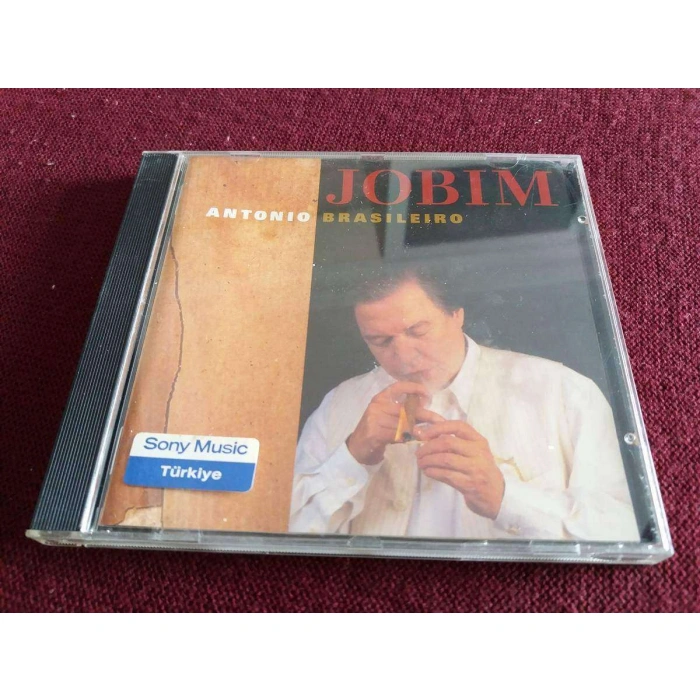 JOBIM
ANTONIO BRASILEIRO
Sony Music
Türkiye